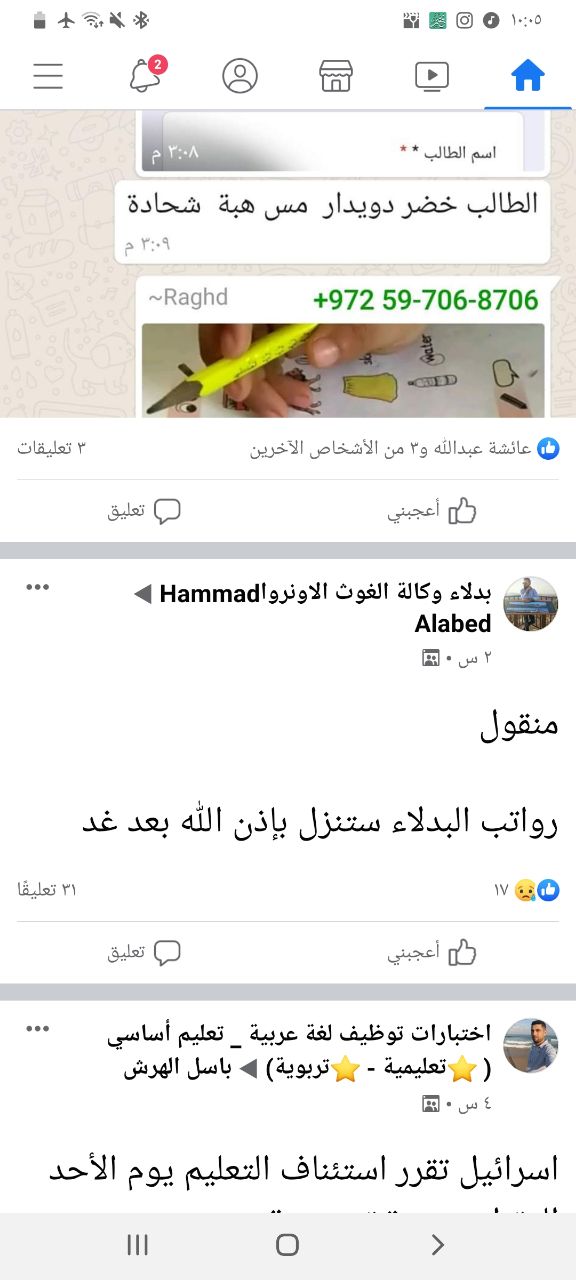 ١٠:٠٥
2
اسم الطالب * *
٣:٠٨ م
الطالب خضر دويدار مس هبة شحادة
٣:٠٩ م
~Raghd +972 59-706-8706
water
عائشة عبدالله و٣ من الأشخاص الآخرين
٣ تعليقات
أعجبني
تعليق
بدلاء وكالة الغوث الاونرواHammad ◀
Alabed
٢ س •
منقول
رواتب البدلاء ستنزل بإذن الله بعد غد
١٧
٣١ تعليقًا
أعجبني
تعليق
اختبارات توظيف لغة عربية _ تعليم أساسي
( ⭐تعليمية - ⭐تربوية) ◀ باسل الهرش
٤ س •
اسرائيل تقرر استئناف التعليم يوم الأحد